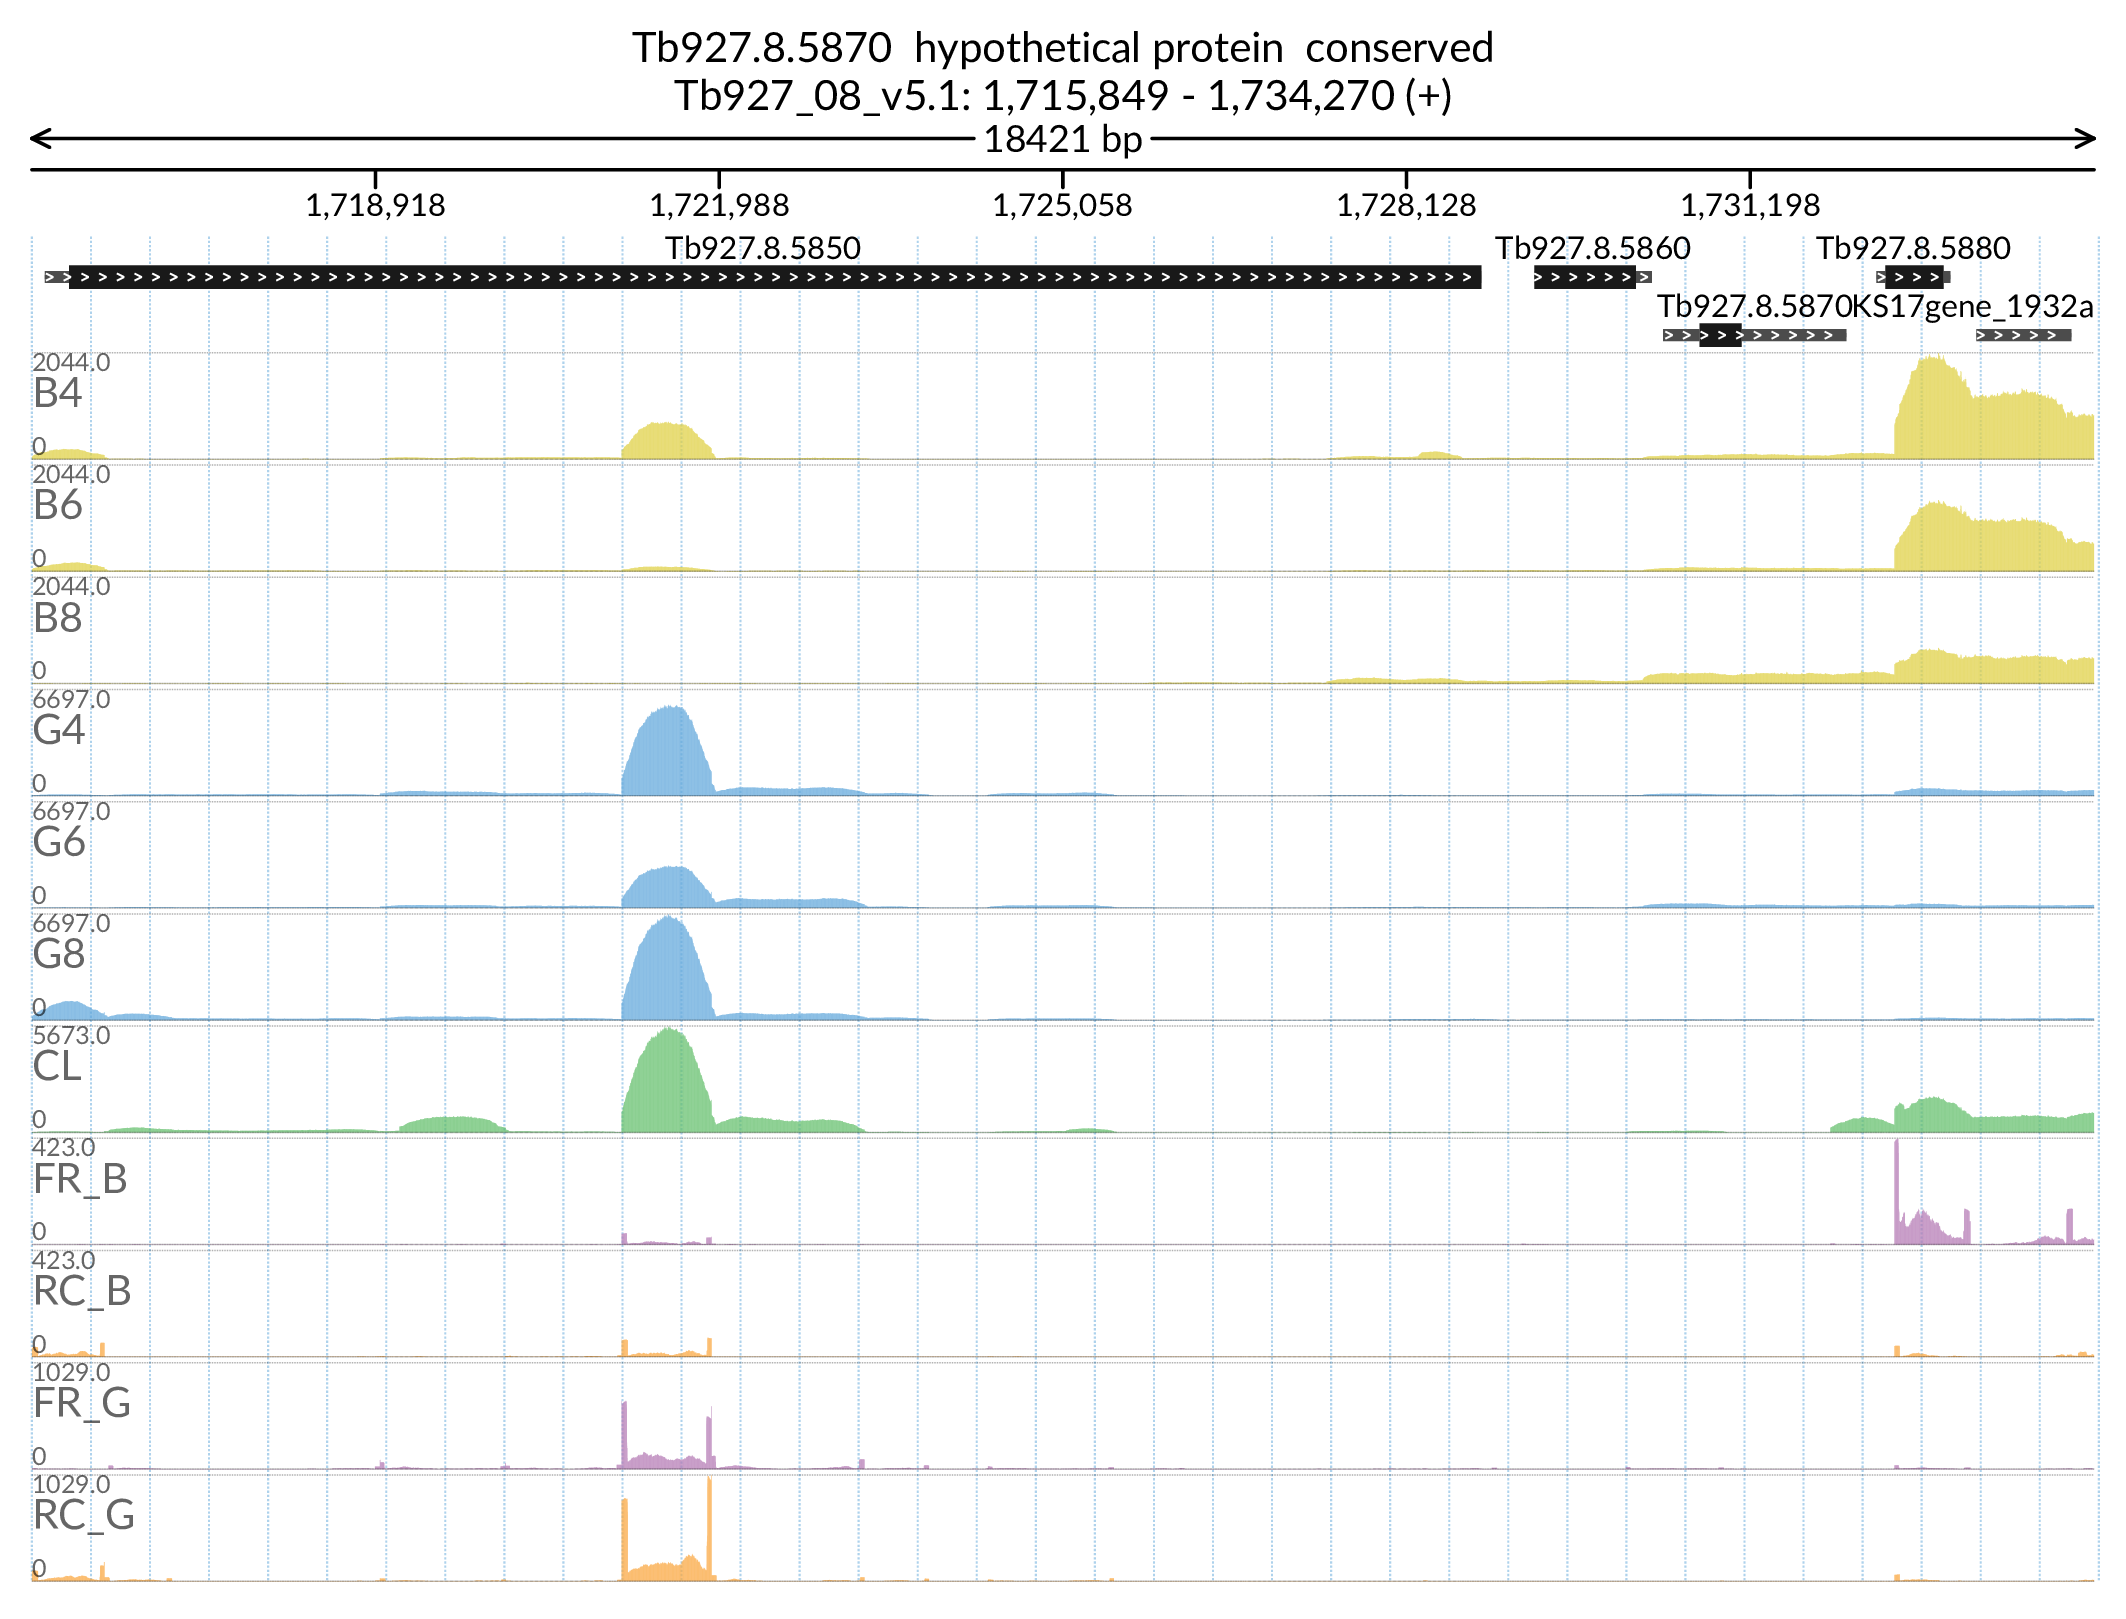 Tb927.8.5870  hypothetical protein  conserved
Tb927_08_v5.1: 1,715,849 - 1,734,270 (+)
18421 bp
1,718,918 1,721,988 1,725,058 1,728,128 1,731,198
Tb927.8.5850 Tb927.8.5860 Tb927.8.5880
Tb927.8.5870 KS17gene_1932a
2044.0
B4
0
2044.0
B6
0
2044.0
B8
0
6697.0
G4
0
6697.0
G6
0
6697.0
G8
0
5673.0
CL
0
423.0
FR_B
0
423.0
RC_B
0
1029.0
FR_G
0
1029.0
RC_G
0